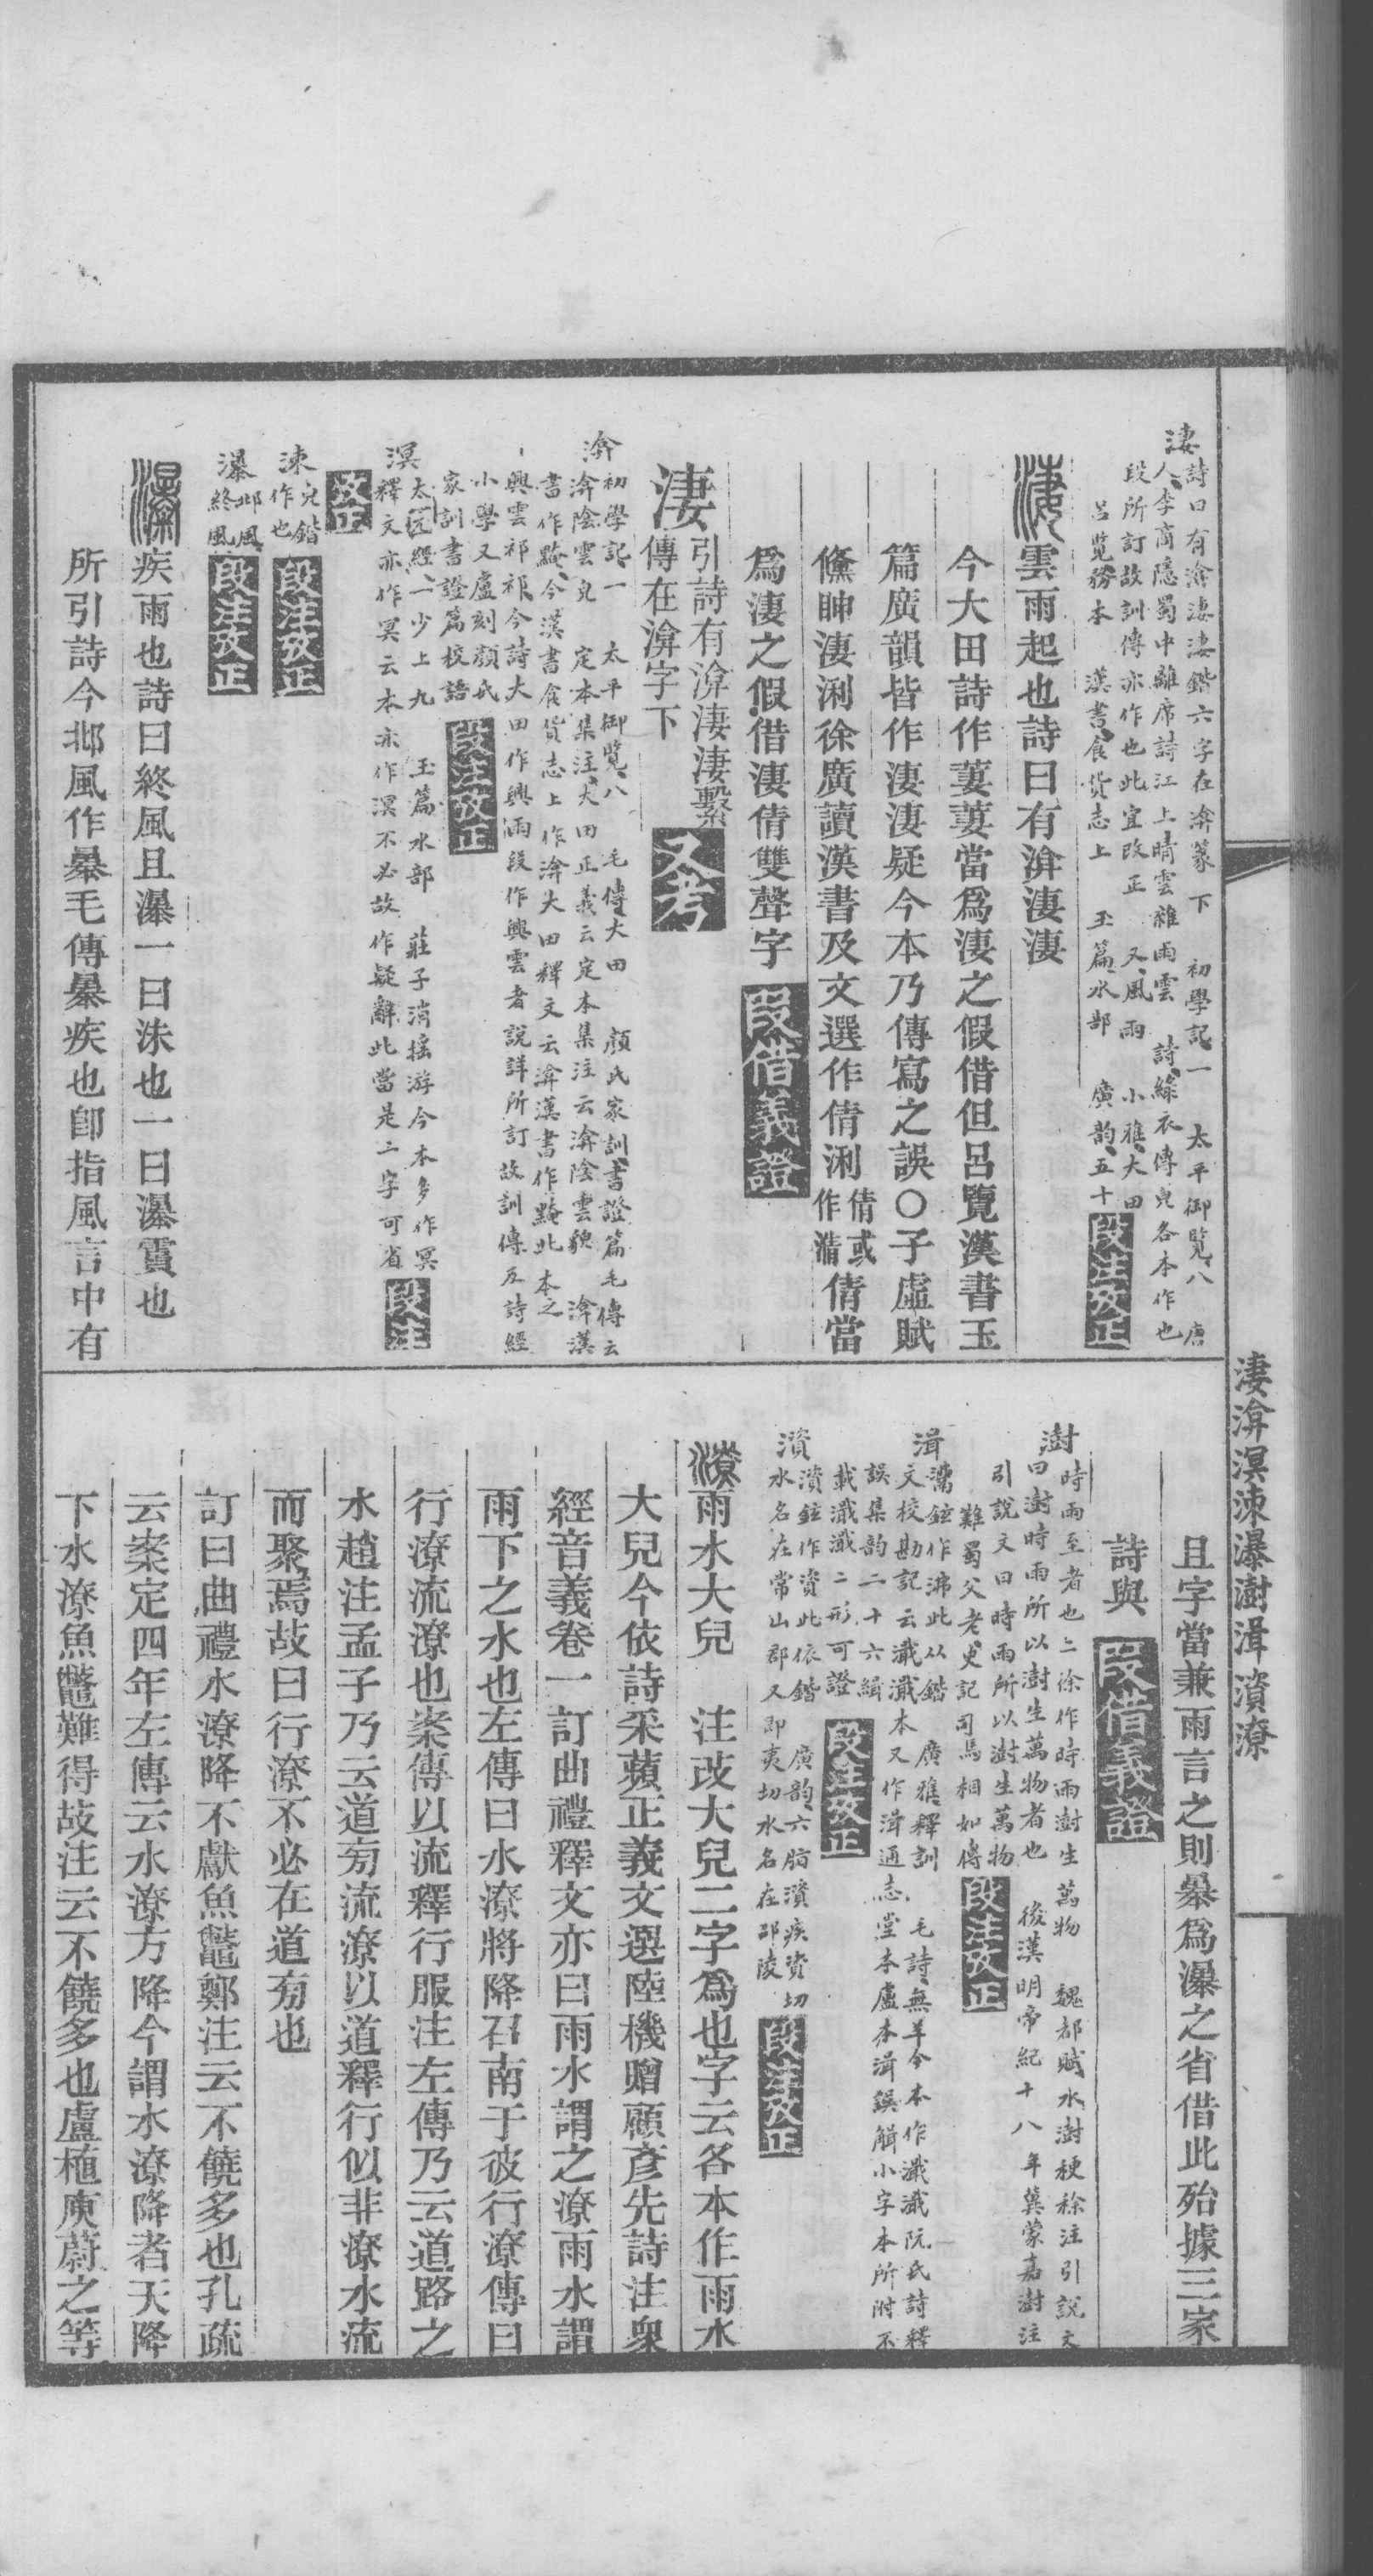 淒
詩曰有渰淒淒鍇六字在渰篆下　初學記一　太平御覽八　唐
人李商隱蜀中離席詩江上晴雲雜雨雲　詩綠衣傳皃各本作也
段所訂故訓傳亦作也此宜改正　又風雨　小雅大田
呂覽務本　漢書食貨志上　玉篇水部　廣韵五十
段注攷正
淒雲雨起也詩曰有渰淒淒
今大田詩作萋萋當爲淒之假借但呂覽漢書玉
篇廣韻皆作淒淒疑今本乃傳寫之誤○子虛賦
儵眒淒浰徐廣讀漢書及文選作倩浰倩或作凊倩當
爲淒之假借淒倩雙聲字
段借義證
淒
引詩有渰淒淒繫
傳在渰字下
又考
渰
初學記一　太平御覽八　毛傳大田　顏氏家訓書證篇毛傳云
渰陰雲皃　定本集注大田正義云定本集注云渰陰雲貌　渰漢
書作黤今漢書食貨志上作渰大田釋文云渰漢書作黤此本之
興雲祁祁今詩大田作興雨段作興雲者說詳所訂故訓傳及詩經
小學又盧刻顏氏
家訓書證篇校語
段注攷正
溟
太玄經一少上九　玉篇水部　莊子消搖游今本多作冥
釋文亦作冥云本亦作溟不必故作疑辭此當是二字可省
段注
攷正
涑
皃鍇
作也
段注攷正
瀑
邶風
終風
段注攷正
瀑疾雨也詩曰終風且瀑一曰沬也一曰瀑霣也
所引詩今邶風作㬥毛傳㬥疾也卽指風言中有
淒渰溟涑瀑澍湒澬潦
且字當兼雨言之則㬥爲瀑之省借此殆據三家
詩與
段借義證
澍
時雨至者也二徐作時雨澍生萬物　魏都賦水澍稉稌注引說文
曰澍時雨所以澍生萬物者也　後漢明帝紀十八年冀蒙嘉澍注
引說文曰時雨所以澍生萬物
難蜀父老史記司馬相如傳
段注攷正
湒
㵒鉉作沸此从鍇　廣雅釋訓　毛詩無羊今本作濈濈阮氏詩釋
文校勘記云濈濈本又作湒通志堂本盧本湒誤觧小字本所附不
誤集韵二十六緝
載濈湒二形可證
段注攷正
澬
澬鉉作資此依鍇　廣韵六脂澬疾資切
水名在常山郡又卽夷切水名在邵陵
段注攷正
潦雨水大皃　注改大皃二字爲也字云各本作雨水
大皃今依詩采蘋正義文選陸機贈顧彥先詩注衆
經音義卷一訂曲禮釋文亦曰雨水謂之潦雨水謂
雨下之水也左傳曰水潦將降召南于彼行潦傳曰
行潦流潦也案傳以流釋行服注左傳乃云道路之
水趙注孟子乃云道旁流潦以道釋行似非潦水流
而聚焉故曰行潦不必在道旁也
訂曰曲禮水潦降不獻魚鼈鄭注云不饒多也孔疏
云案定四年左傳云水潦方降今謂水潦降者天降
下水潦魚鼈難得故注云不饒多也盧植庾蔚之等